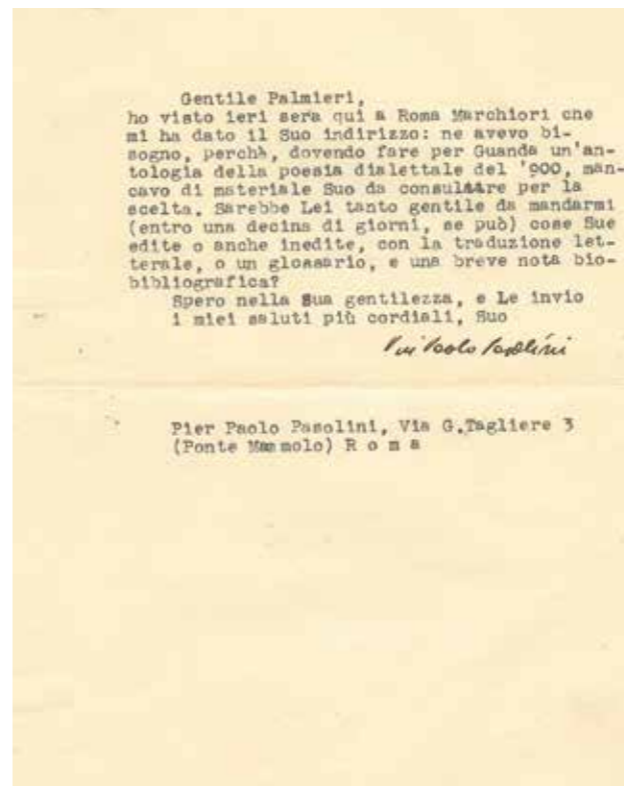 Gentile Palmieri,
ho visto ieri sera qui a Roma Marchiori che
mi ha dato il Suo indirizzo: ne avevo bi-
sogno, perchè, dovendo fare per Guanda un'an-
tologia della poesia dialettale del '900, man-
cavo di materiale Suo da consultare per la
scelta. Sarebbe Lei tanto gentile da mandarmi
(entro una decina di giorni, se può) cose Sue
edite o anche inedite, con la traduzione let-
terale, o un glossario, e una breve nota bio-
bibliografica?
Spero nella Sua gentilezza, e Le invio
i miei saluti più cordiali, Suo
Pier Paolo Pasolini
Pier Paolo Pasolini, Via G.Tagliere 3
(Ponte Mammolo) R o m a